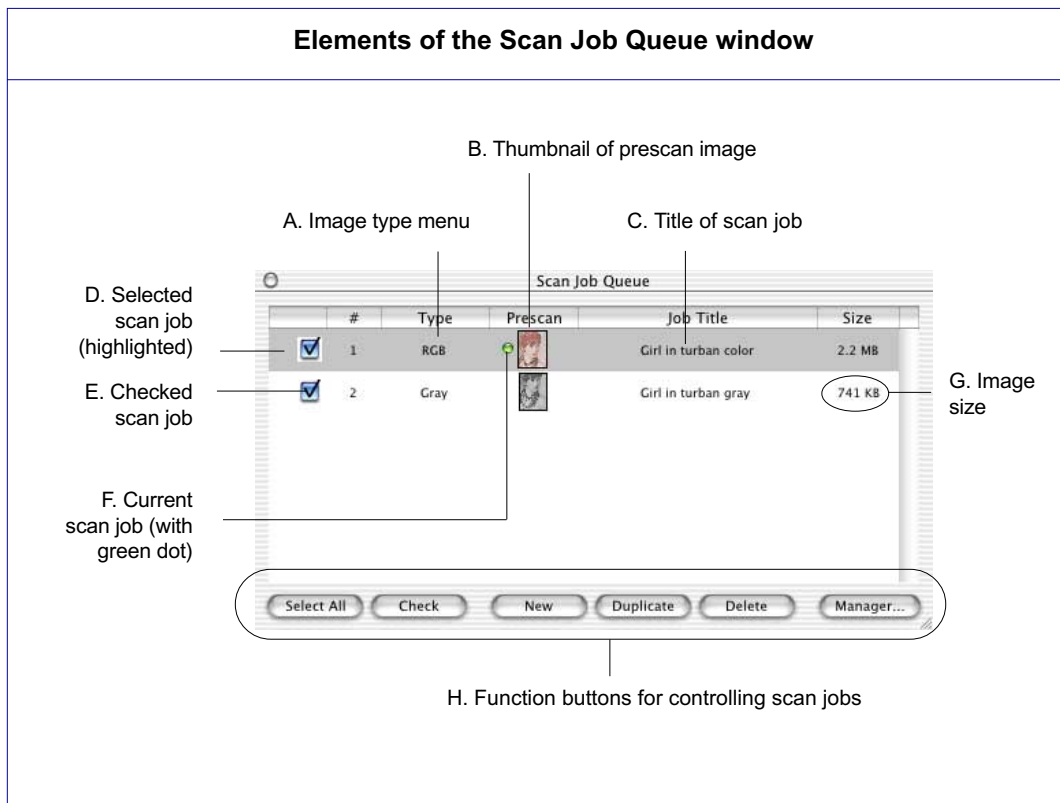 Elements of the Scan Job Queue window
B. Thumbnail of prescan image
A. Image type menu
C. Title of scan job
D. Selected
scan job
(highlighted)
E. Checked
scan job
F. Current
scan job (with
green dot)
Scan Job Queue
# Type Prescan Job Title Size
1 RGB Girl in turban color 2.2 MB
2 Gray Girl in turban gray 741 KB
G. Image
size
Select All Check New Duplicate Delete Manager...
H. Function buttons for controlling scan jobs